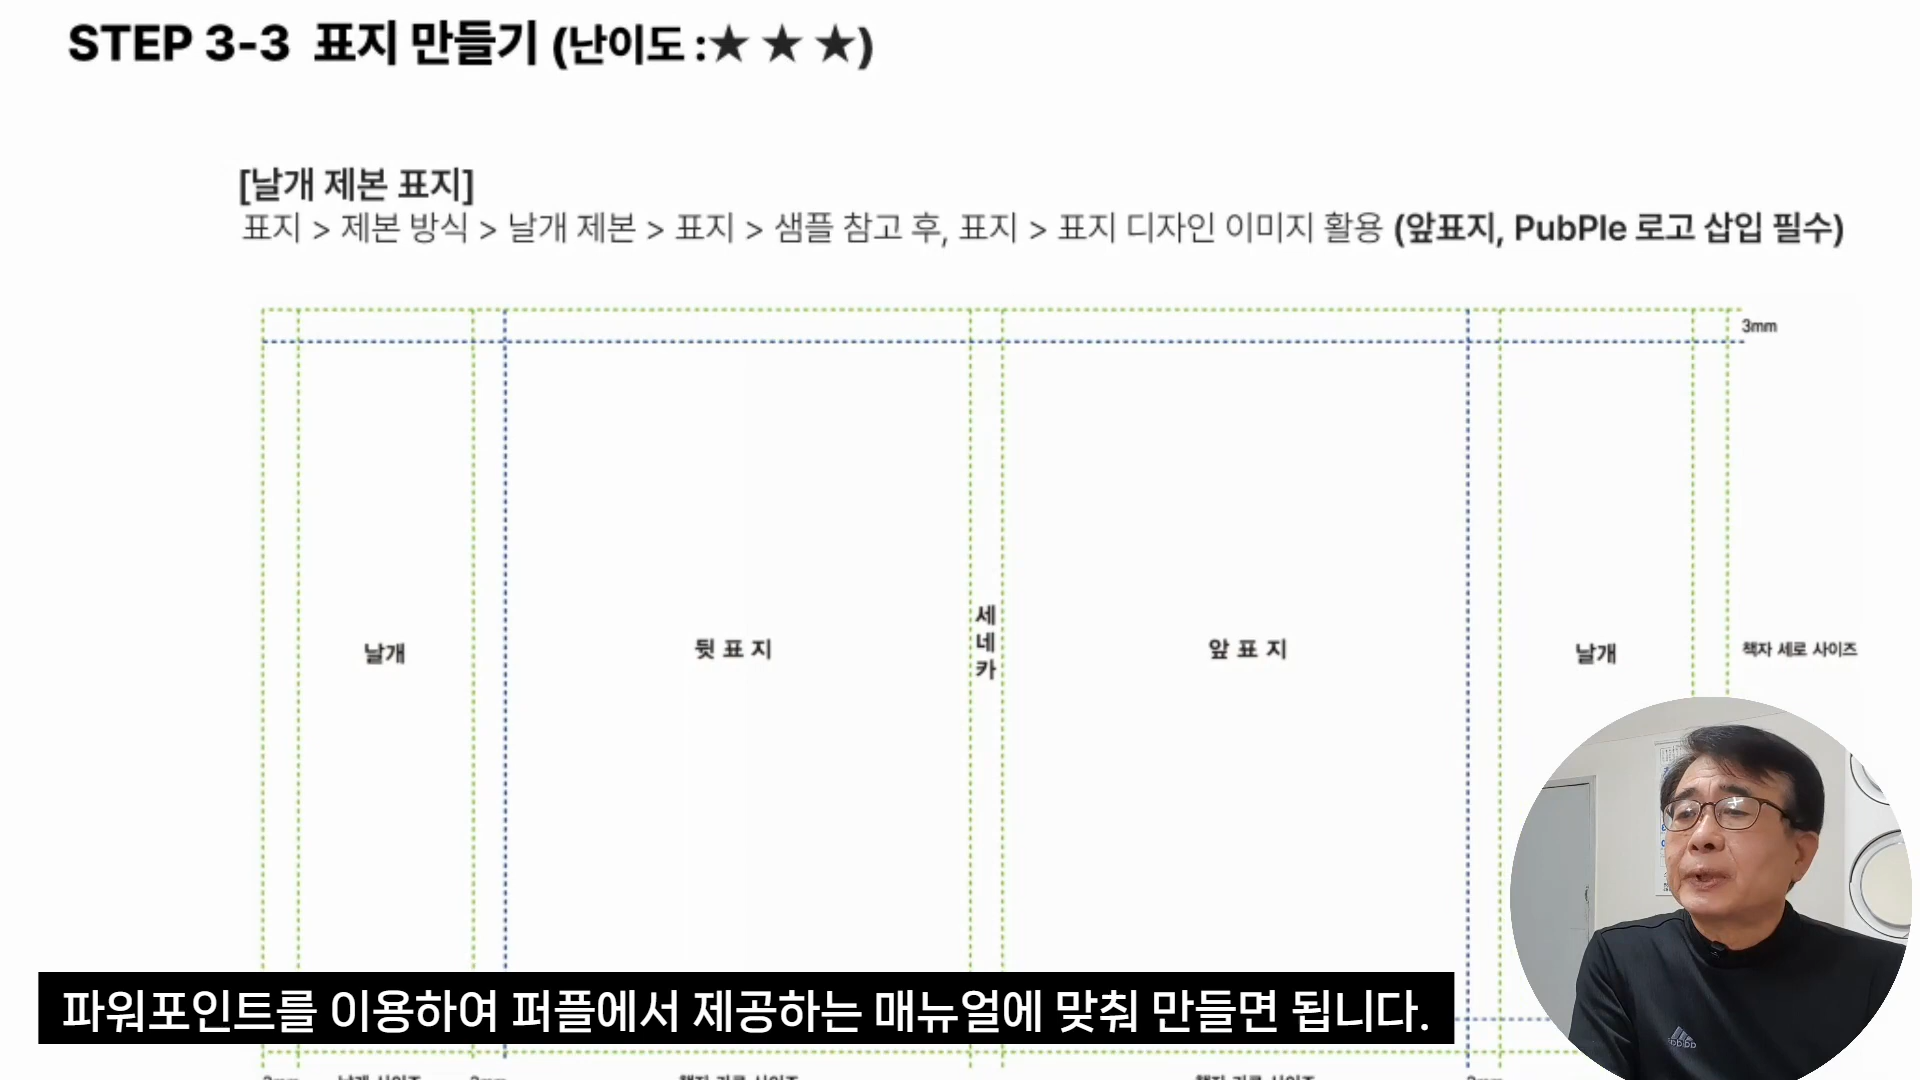 STEP 3-3 표지 만들기 (난이도 :★ ★ ★)
[날개 제본 표지]
표지 > 제본 방식 > 날개 제본 > 표지 > 샘플 참고 후, 표지 > 표지 디자인 이미지 활용 (앞표지, PubPle 로고 삽입 필수)
3mm
날개
뒷 표 지
세
네
카
앞 표 지
날개
책자 세로 사이즈
파워포인트를 이용하여 퍼플에서 제공하는 매뉴얼에 맞춰 만들면 됩니다.